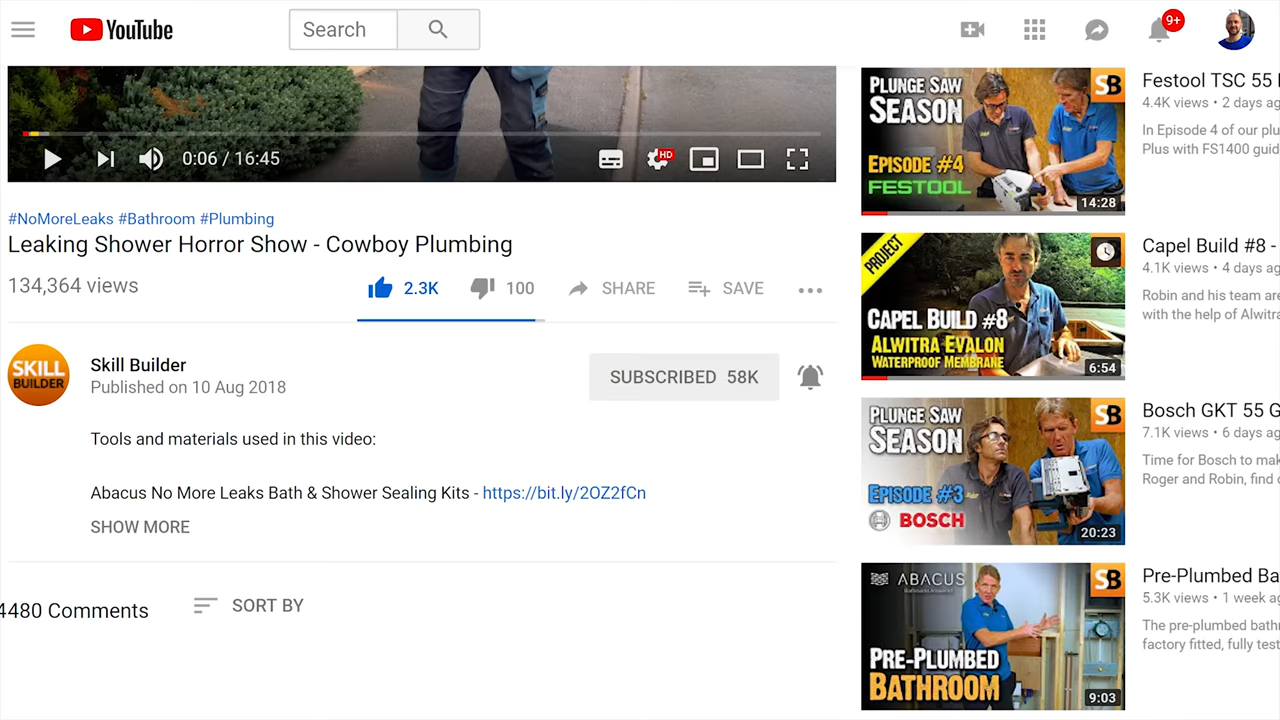 YouTube
Search
9+
0:06 / 16:45
HD
#NoMoreLeaks #Bathroom #Plumbing
Leaking Shower Horror Show - Cowboy Plumbing
134,364 views
2.3K
100
SHARE
SAVE
SKILL
BUILDER
Skill Builder
Published on 10 Aug 2018
SUBSCRIBED 58K
Tools and materials used in this video:
Abacus No More Leaks Bath & Shower Sealing Kits - https://bit.ly/2OZ2fCn
SHOW MORE
4480 Comments
SORT BY
PLUNGE SAW
SEASON
SB
EPISODE #4
FESTOOL
14:28
Festool TSC 55
4.4K views • 2 days ag
In Episode 4 of our plu
Plus with FS1400 guid
PROJECT
CAPEL BUILD #8
ALWITRA EVALON
WATERPROOF MEMBRANE
6:54
Capel Build #8 -
4.1K views • 4 days ag
Robin and his team are
with the help of Alwitra
PLUNGE SAW
SEASON
SB
EPISODE #3
BOSCH
20:23
Bosch GKT 55 G
7.1K views • 6 days ag
Time for Bosch to mak
Roger and Robin, find o
ABACUS
Bathrooms Answered
SB
PRE-PLUMBED
BATHROOM
9:03
Pre-Plumbed Ba
5.3K views • 1 week ag
The pre-plumbed bathr
factory fitted, fully test